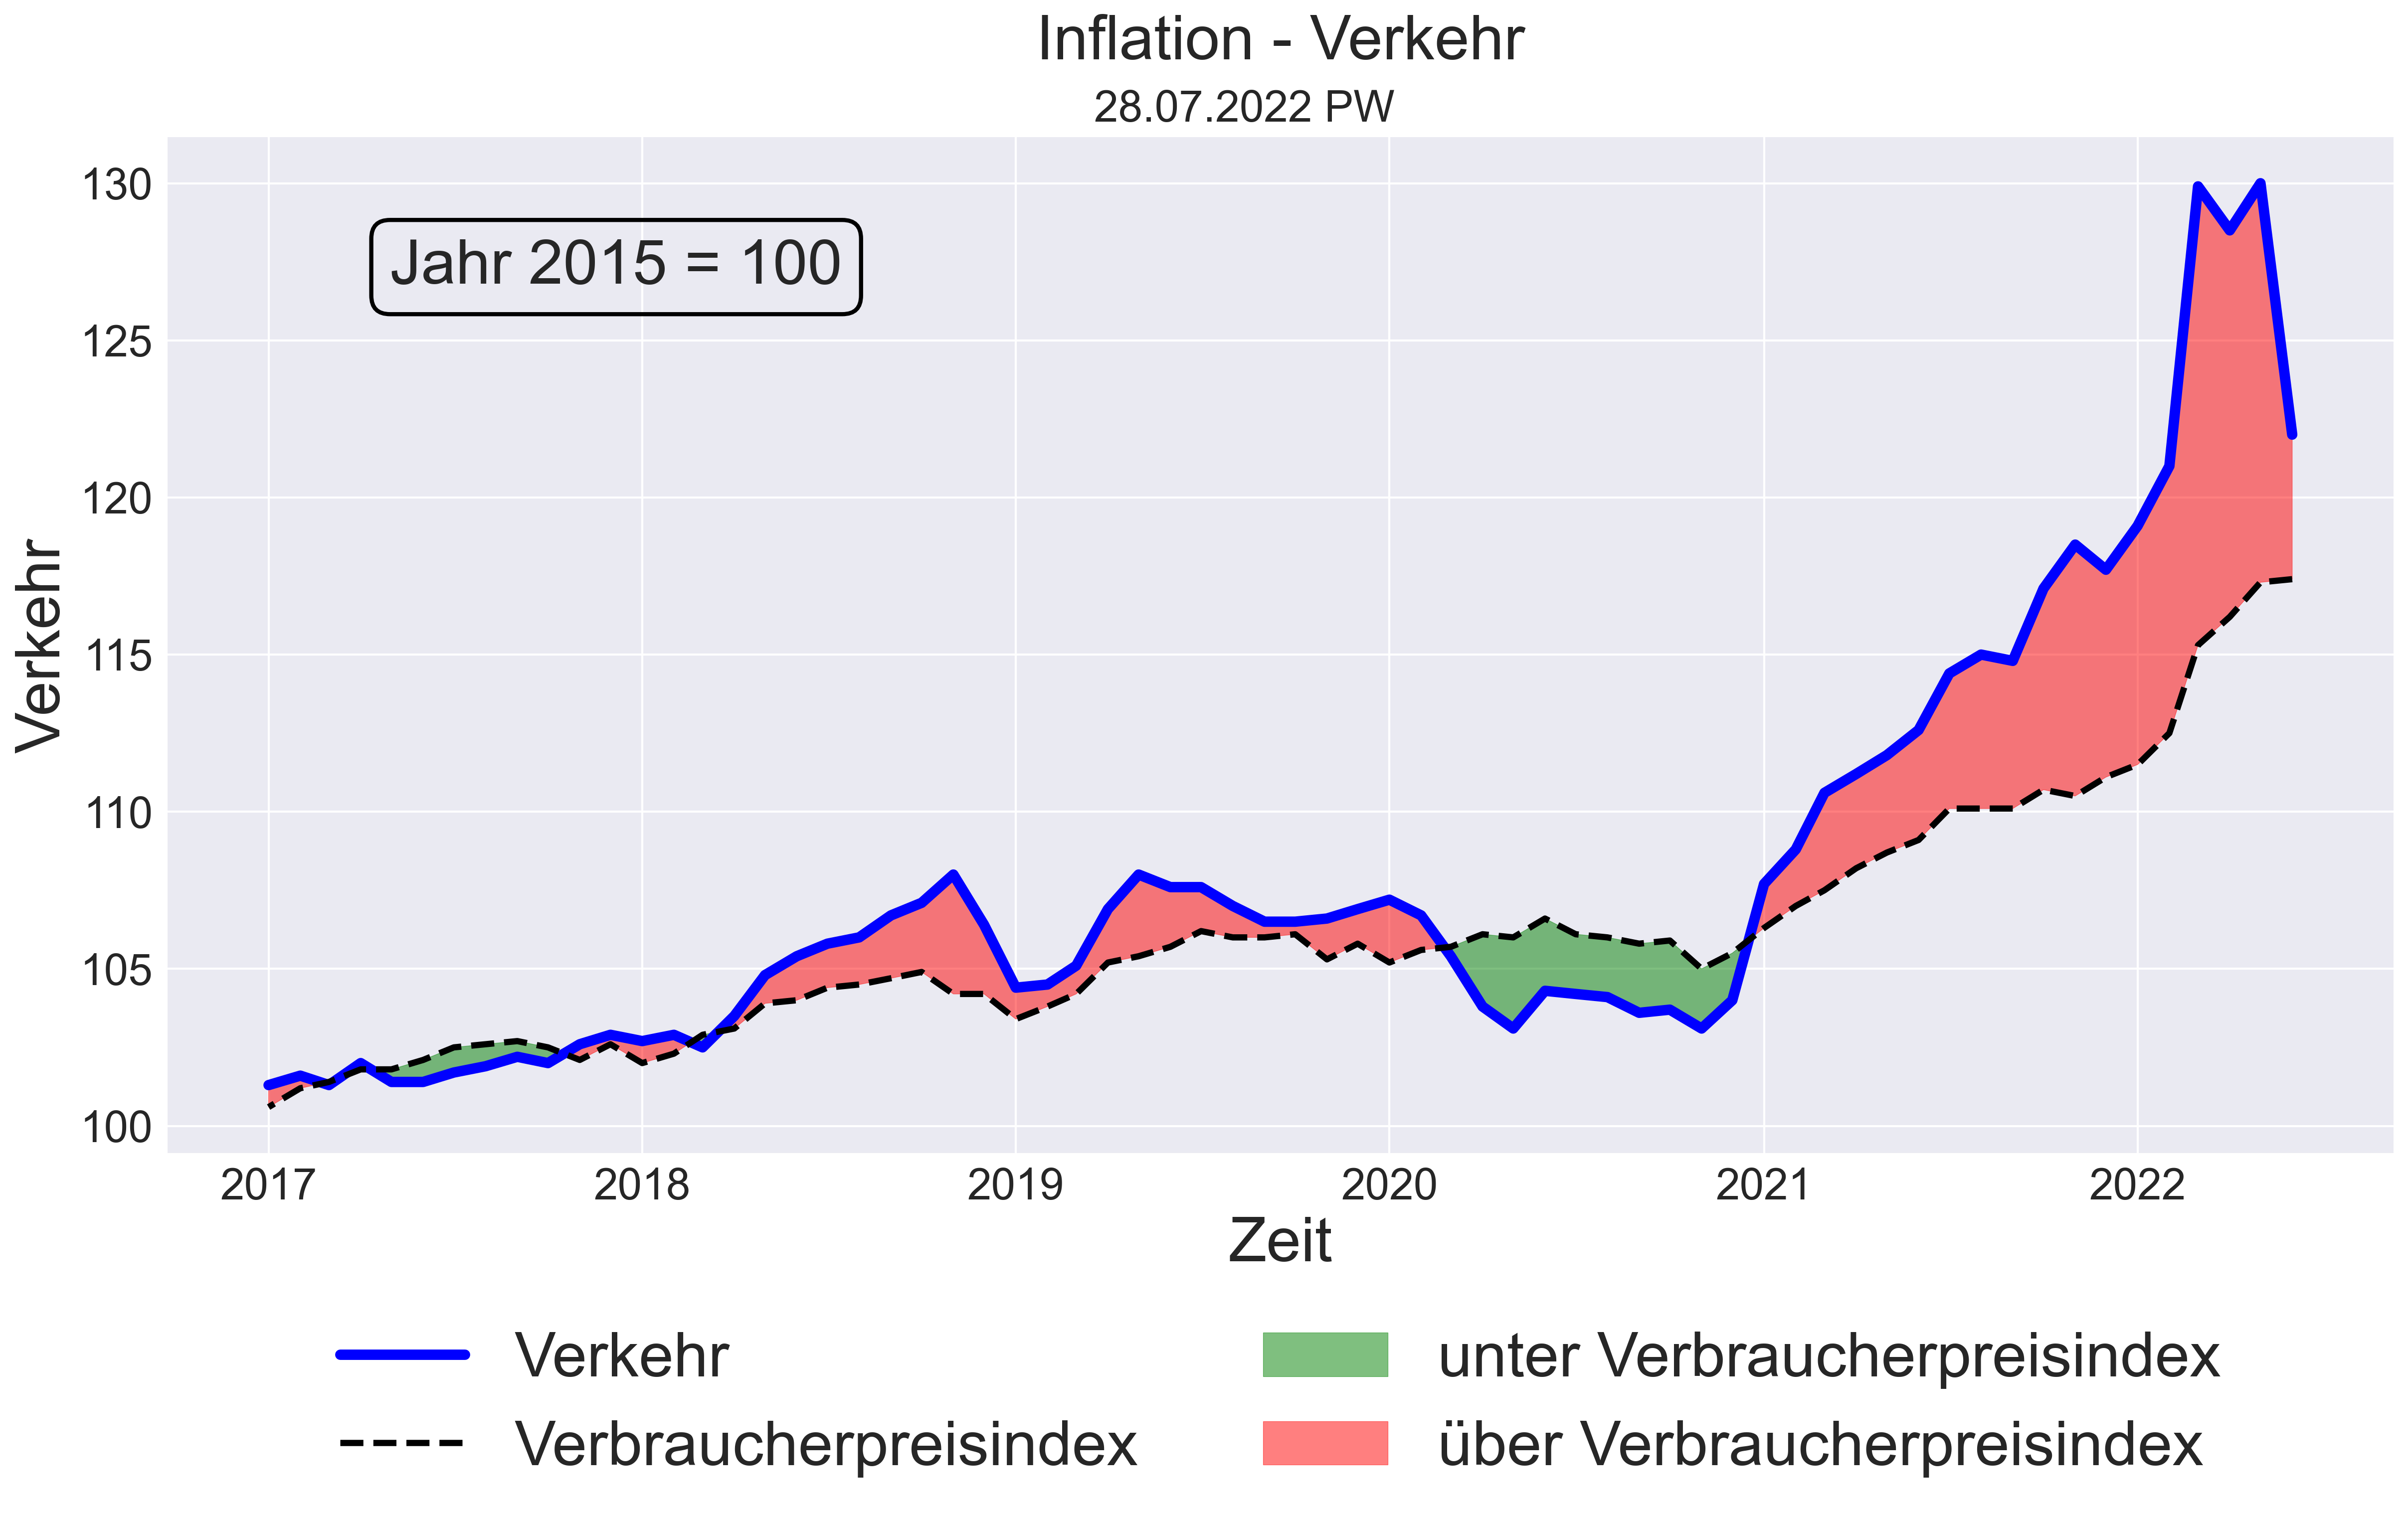 Inflation - Verkehr
28.07.2022 PW
Jahr 2015 = 100
130
125
120
115
110
105
100
Verkehr
2017 2018 2019 2020 2021 2022
Zeit
Verkehr
Verbraucherpreisindex
unter Verbraucherpreisindex
über Verbraucherpreisindex